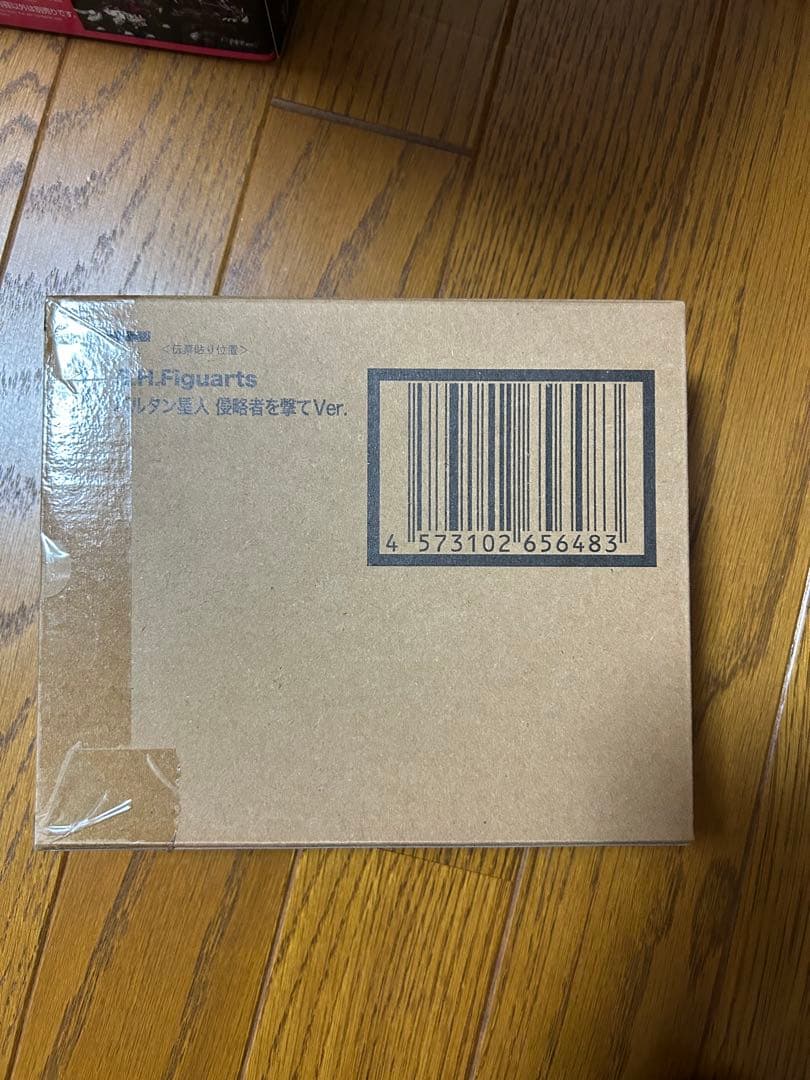 <伝票貼り位置>
S.H.Figuarts
バルタン星人 侵略者を撃てVer.
4 573102 656483